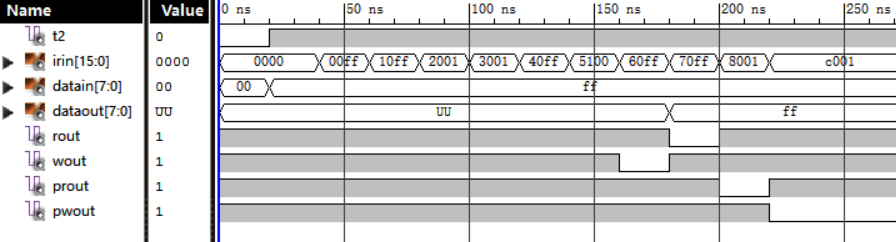 Name Value 0 ns 50 ns 100 ns 150 ns 200 ns 250 ns
t2 0
irin[15:0] 0000 0000 00ff 10ff 2001 3001 40ff 5100 60ff 70ff 8001 c001
datain[7:0] 00 00 ff
dataout[7:0] UU UU ff
rout 1
wout 1
prout 1
pwout 1